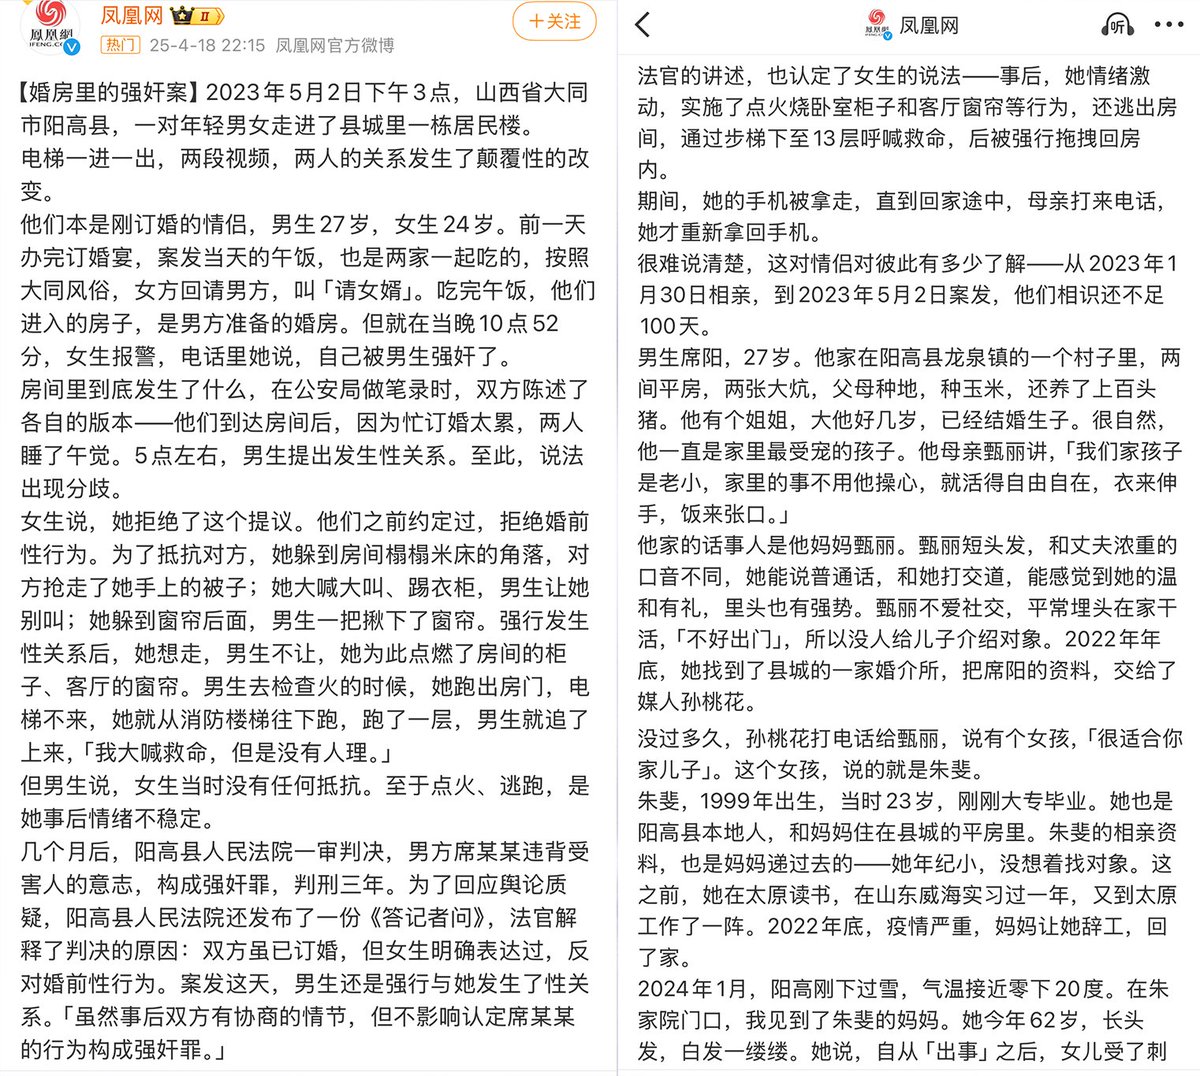 凤凰网 II
+关注
鳳凰網
IFENG.C
热门 25-4-18 22:15 凤凰网官方微博
【婚房里的强奸案】2023年5月2日下午3点，山西省大同
市阳高县，一对年轻男女走进了县城里一栋居民楼。
电梯一进一出，两段视频，两人的关系发生了颠覆性的改
变。
他们本是刚订婚的情侣，男生27岁，女生24岁。前一天
办完订婚宴，案发当天的午饭，也是两家一起吃的，按照
大同风俗，女方回请男方，叫「请女婿」。吃完午饭，他们
进入的房子，是男方准备的婚房。但就在当晚10点52
分，女生报警，电话里她说，自己被男生强奸了。
房间里到底发生了什么，在公安局做笔录时，双方陈述了
各自的版本——他们到达房间后，因为忙订婚太累，两人
睡了午觉。5点左右，男生提出发生性关系。至此，说法
出现分歧。
女生说，她拒绝了这个提议。他们之前约定过，拒绝婚前
性行为。为了抵抗对方，她躲到房间榻榻米床的角落，对
方抢走了她手上的被子；她大喊大叫、踢衣柜，男生让她
别叫；她躲到窗帘后面，男生一把揪下了窗帘。强行发生
性关系后，她想走，男生不让，她为此点燃了房间的柜
子、客厅的窗帘。男生去检查火的时候，她跑出房门，电
梯不来，她就从消防楼梯往下跑，跑了一层，男生就追了
上来，「我大喊救命，但是没有人理。」
但男生说，女生当时没有任何抵抗。至于点火、逃跑，是
她事后情绪不稳定。
几个月后，阳高县人民法院一审判决，男方席某某违背受
害人的意志，构成强奸罪，判刑三年。为了回应舆论质
疑，阳高县人民法院还发布了一份《答记者问》，法官解
释了判决的原因：双方虽已订婚，但女生明确表达过，反
对婚前性行为。案发这天，男生还是强行与她发生了性关
系。「虽然事后双方有协商的情节，但不影响认定席某某
的行为构成强奸罪。」
凤凰网
听
法官的讲述，也认定了女生的说法——事后，她情绪激
动，实施了点火烧卧室柜子和客厅窗帘等行为，还逃出房
间，通过步梯下至13层呼喊救命，后被强行拖拽回房
内。
期间，她的手机被拿走，直到回家途中，母亲打来电话，
她才重新拿回手机。
很难说清楚，这对情侣对彼此有多少了解——从2023年1
月30日相亲，到2023年5月2日案发，他们相识还不足
100天。
男生席阳，27岁。他家在阳高县龙泉镇的一个村子里，两
间平房，两张大炕，父母种地，种玉米，还养了上百头
猪。他有个姐姐，大他好几岁，已经结婚生子。很自然，
他一直是家里最受宠的孩子。他母亲甄丽讲，「我们家孩子
是老小，家里的事不用他操心，就活得自由自在，衣来伸
手，饭来张口。」
他家的话事人是他妈妈甄丽。甄丽短头发，和丈夫浓重的
口音不同，她能说普通话，和她打交道，能感觉到她的温
和有礼，里头也有强势。甄丽不爱社交，平常埋头在家干
活，「不好出门」，所以没人给儿子介绍对象。2022年年
底，她找到了县城的一家婚介所，把席阳的资料，交给了
媒人孙桃花。
没过多久，孙桃花打电话给甄丽，说有个女孩，「很适合你
家儿子」。这个女孩，说的就是朱斐。
朱斐，1999年出生，当时23岁，刚刚大专毕业。她也是
阳高县本地人，和妈妈住在县城的平房里。朱斐的相亲资
料，也是妈妈递过去的——她年纪小，没想着找对象。这
之前，她在太原读书，在山东威海实习过一年，又到太原
工作了一阵。2022年底，疫情严重，妈妈让她辞工，回
了家。
2024年1月，阳高刚下过雪，气温接近零下20度。在朱
家院门口，我见到了朱斐的妈妈。她今年62岁，长头
发，白发一缕缕。她说，自从「出事」之后，女儿受了刺